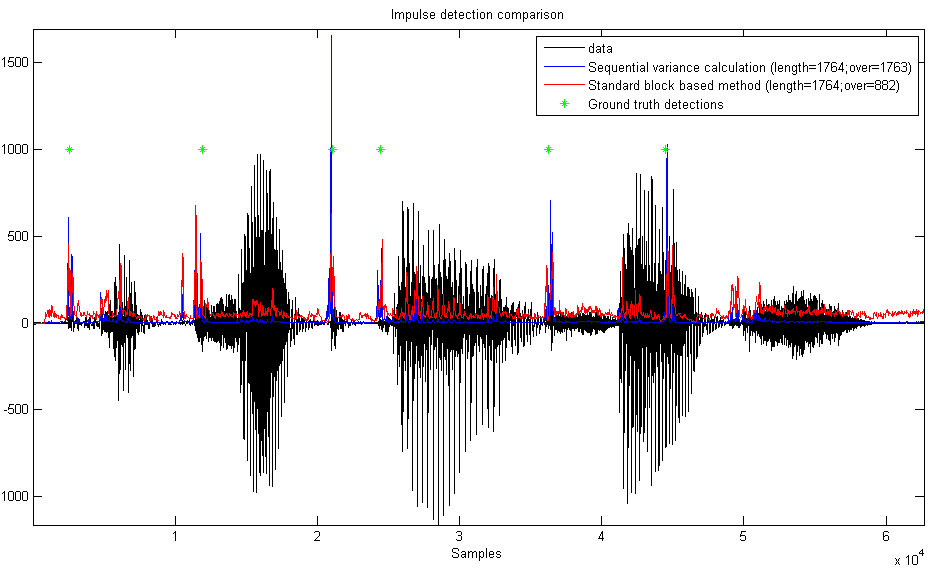 Impulse detection comparison
data
Sequential variance calculation (length=1764;over=1763)
Standard block based method (length=1764;over=882)
Ground truth detections
1500
1000
500
0
-500
1000
1
2
3
4
5
6
Samples
x 10^4